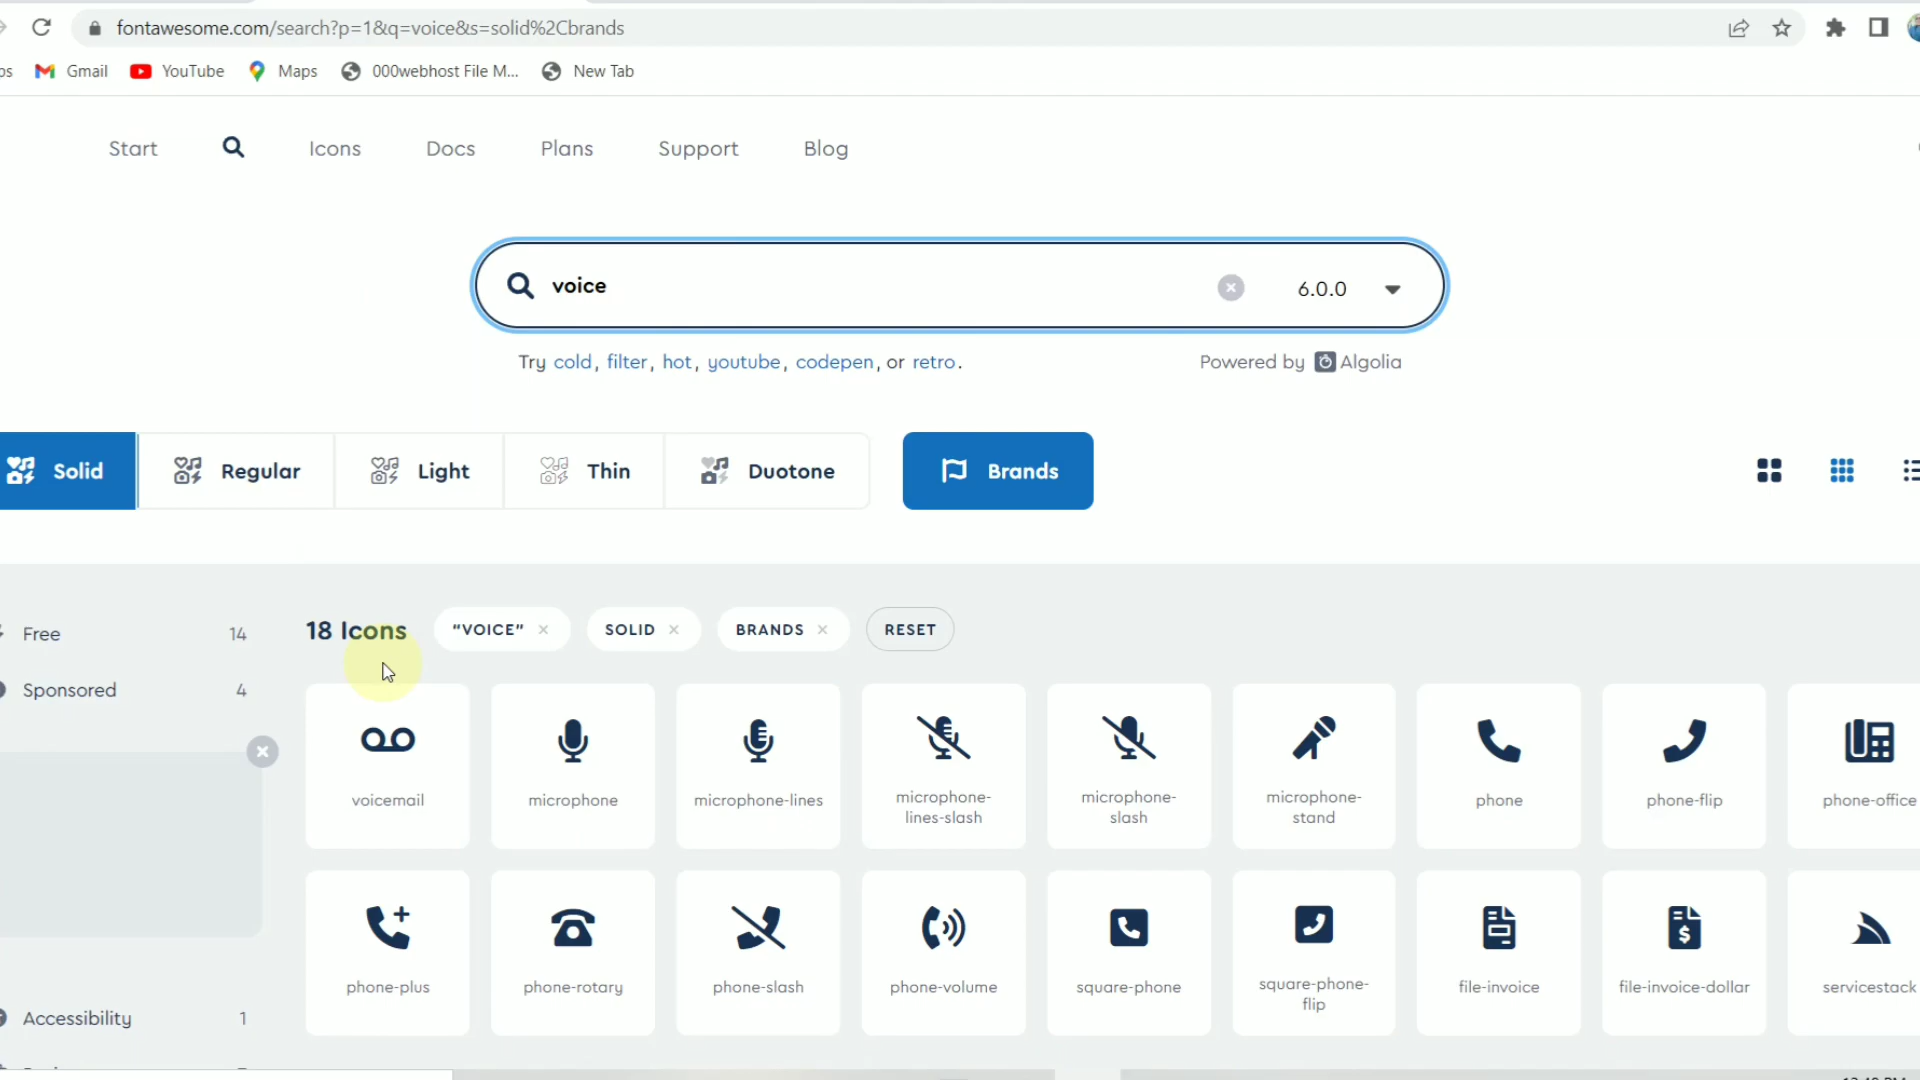 fontawesome.com/search?p=1&q=voice&s=solid%2Cbrands
Gmail YouTube Maps 000webhost File M... New Tab
Start Icons Docs Plans Support Blog
voice 6.0.0
Try cold, filter, hot, youtube, codepen, or retro. Powered by Algolia
Solid Regular Light Thin Duotone Brands
18 Icons "VOICE" SOLID BRANDS RESET
Free 14
Sponsored 4
voicemail microphone microphone-lines microphone-lines-slash microphone-slash microphone-stand phone phone-flip phone-office
phone-plus phone-rotary phone-slash phone-volume square-phone square-phone-flip file-invoice file-invoice-dollar servicestack
Accessibility 1